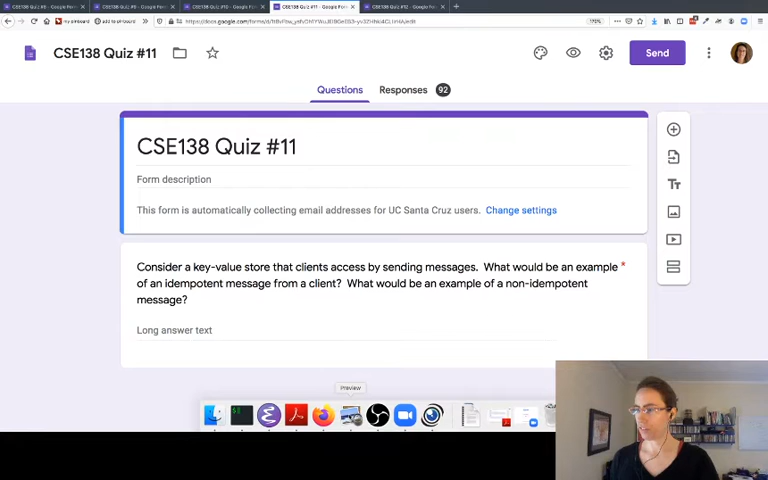 CSE138 Quiz #11
Send
Questions
Responses 92
CSE138 Quiz #11
Form description
This form is automatically collecting email addresses for UC Santa Cruz users. Change settings
Consider a key-value store that clients access by sending messages. What would be an example *
of an idempotent message from a client? What would be an example of a non-idempotent
message?
Long answer text
Preview